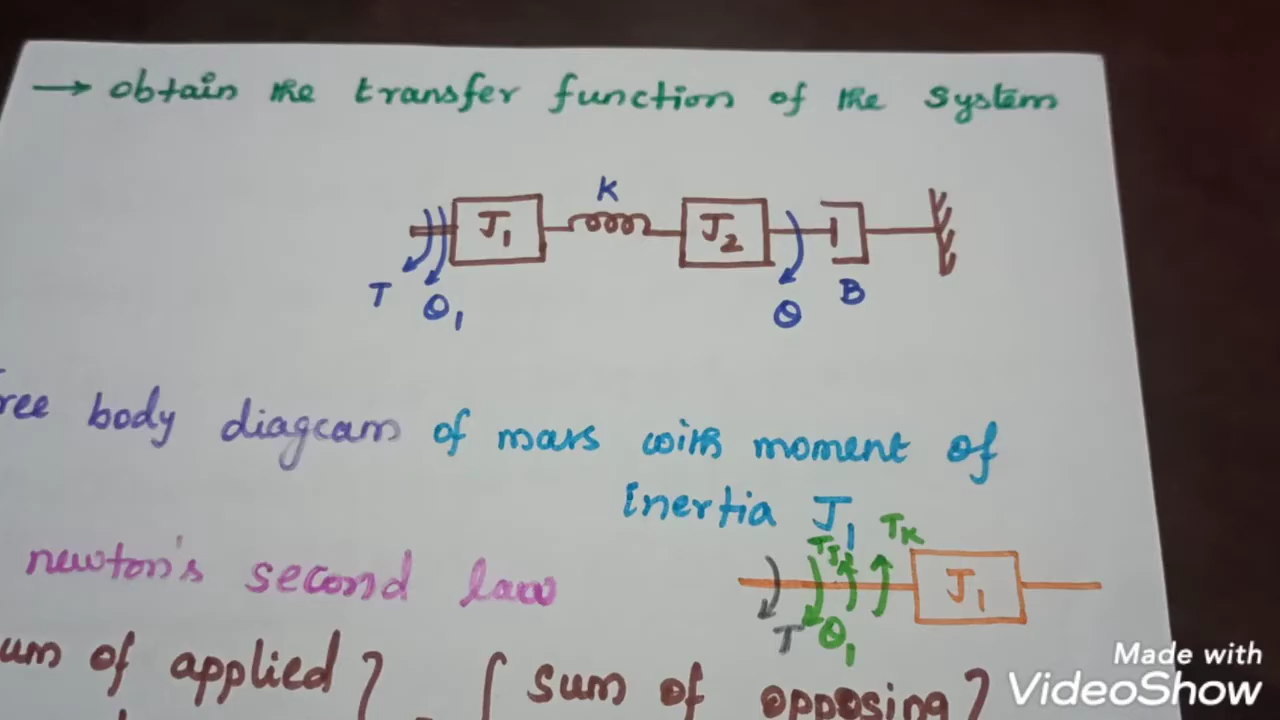 → obtain the transfer function of the system
K
J1
J2
T
θ1
θ
B
ree body diagram of mass with moment of
Inertia J1
newton's second law
TJ1
TK
J1
T
θ1
um of applied } = { sum of opposing }
Made with
VideoShow